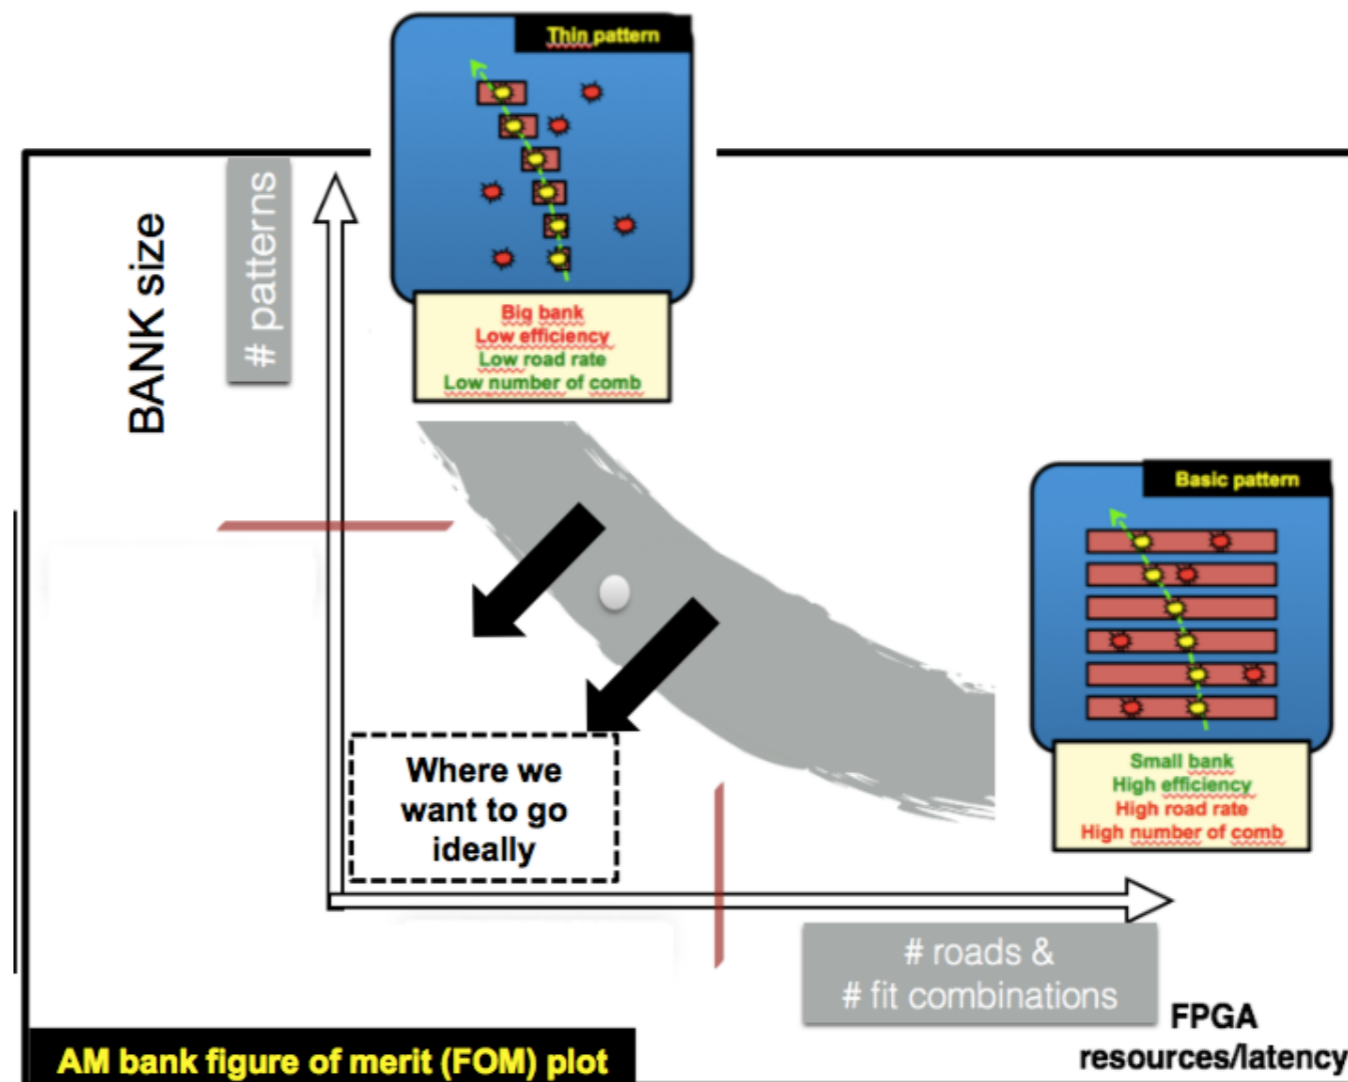 Thin pattern
Big bank
Low efficiency
Low road rate
Low number of comb
BANK size
# patterns
Basic pattern
Small bank
High efficiency
High road rate
High number of comb
Where we
want to go
ideally
# roads &
# fit combinations
FPGA
resources/latency
AM bank figure of merit (FOM) plot